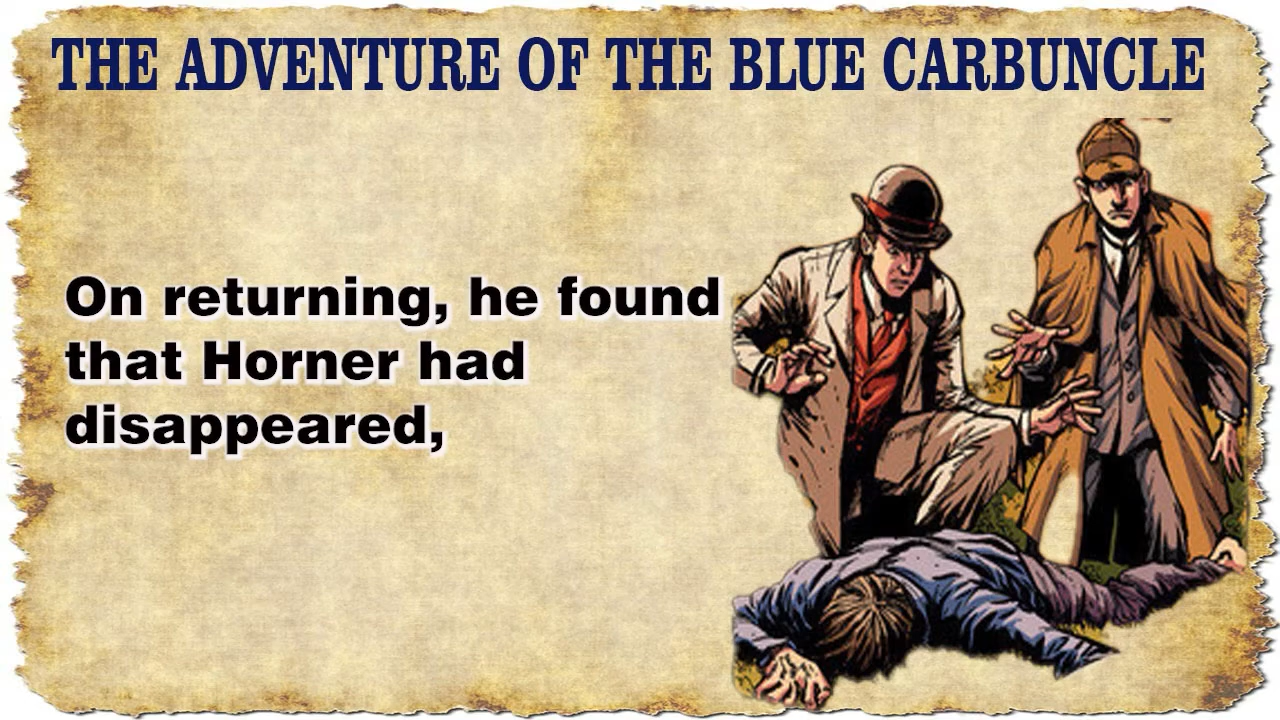 THE ADVENTURE OF THE BLUE CARBUNCLE
On returning, he found
that Horner had
disappeared,